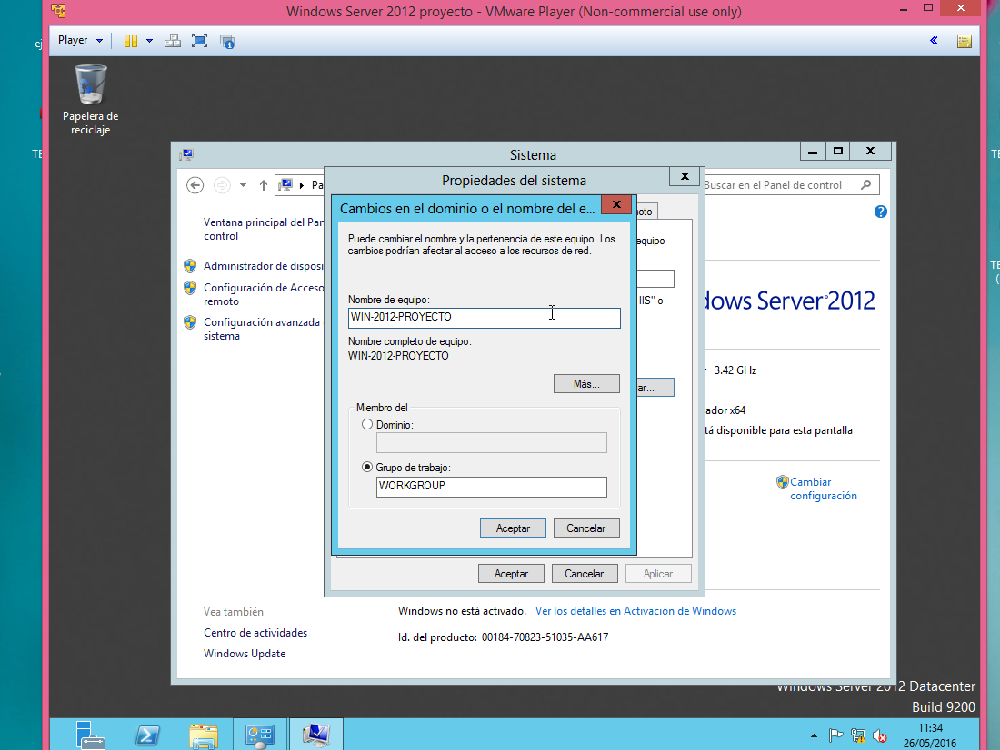 Windows Server 2012 proyecto - VMware Player (Non-commercial use only)
Player
Papelera de
reciclaje
Sistema
Propiedades del sistema
Buscar en el Panel de control
Cambios en el dominio o el nombre del e...
Puede cambiar el nombre y la pertenencia de este equipo. Los
cambios podrían afectar al acceso a los recursos de red.
Nombre de equipo:
WIN-2012-PROYECTO
Nombre completo de equipo:
WIN-2012-PROYECTO
Más...
Miembro del
Dominio:
Grupo de trabajo:
WORKGROUP
Aceptar
Cancelar
Aceptar
Cancelar
Aplicar
Ventana principal del Pan
control
Administrador de disposi
Configuración de Acceso
remoto
Configuración avanzada
sistema
equipo
IIS" o
ar...
dows Server 2012
3.42 GHz
ador x64
tá disponible para esta pantalla
Cambiar
configuración
Vea también
Centro de actividades
Windows Update
Windows no está activado. Ver los detalles en Activación de Windows
Id. del producto: 00184-70823-51035-AA617
Windows Server 2012 Datacenter
Build 9200
11:34
26/05/2016